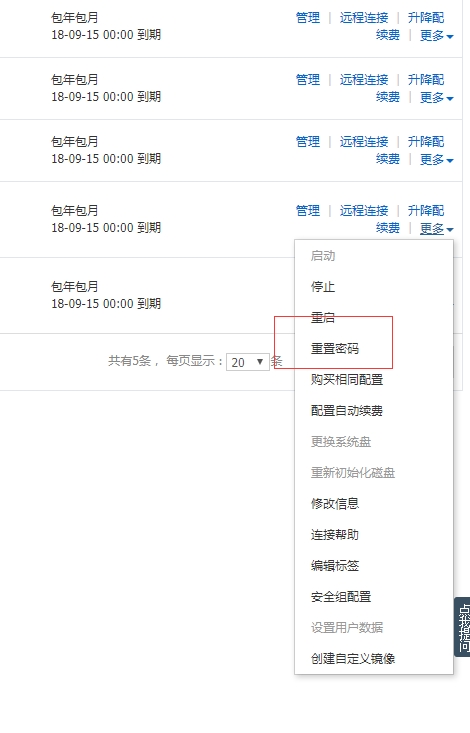 包年包月
管理 | 远程连接 | 升降配
18-09-15 00:00 到期
续费 | 更多
包年包月
管理 | 远程连接 | 升降配
18-09-15 00:00 到期
续费 | 更多
包年包月
管理 | 远程连接 | 升降配
18-09-15 00:00 到期
续费 | 更多
包年包月
管理 | 远程连接 | 升降配
18-09-15 00:00 到期
续费 | 更多
包年包月
18-09-15 00:00 到期
共有5条， 每页显示：20 条
启动
停止
重启
重置密码
购买相同配置
配置自动续费
更换系统盘
重新初始化磁盘
修改信息
连接帮助
编辑标签
安全组配置
设置用户数据
创建自定义镜像
点我提问